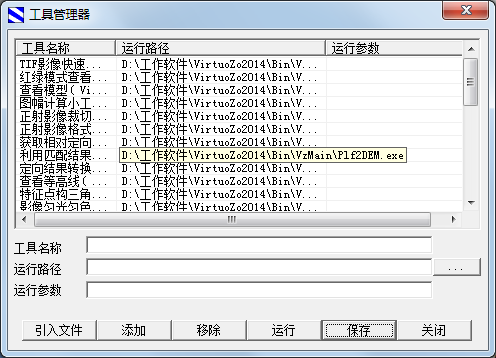 工具管理器
工具名称 运行路径 运行参数
TIF影像快速... D:\工作软件\VirtuoZo2014\Bin\V...
红绿模式查看... D:\工作软件\VirtuoZo2014\Bin\V...
查看模型( Vi... D:\工作软件\VirtuoZo2014\Bin\V...
图幅计算小工... D:\工作软件\VirtuoZo2014\Bin\V...
正射影像裁切... D:\工作软件\VirtuoZo2014\Bin\V...
正射影像格式... D:\工作软件\VirtuoZo2014\Bin\V...
获取相对定向... D:\工作软件\VirtuoZo2014\Bin\V...
利用匹配结果... D:\工作软件\VirtuoZo2014\Bin\VzMain\Plf2DEM.exe
定向结果转换... D:\工作软件\VirtuoZo2014\Bin\V...
查看等高线(... D:\工作软件\VirtuoZo2014\Bin\V...
特征点构三角... D:\工作软件\VirtuoZo2014\Bin\V...
影像匀光匀色... D:\工作软件\VirtuoZo2014\Bin\V...
工具名称
运行路径 ...
运行参数
引入文件 添加 移除 运行 保存 关闭